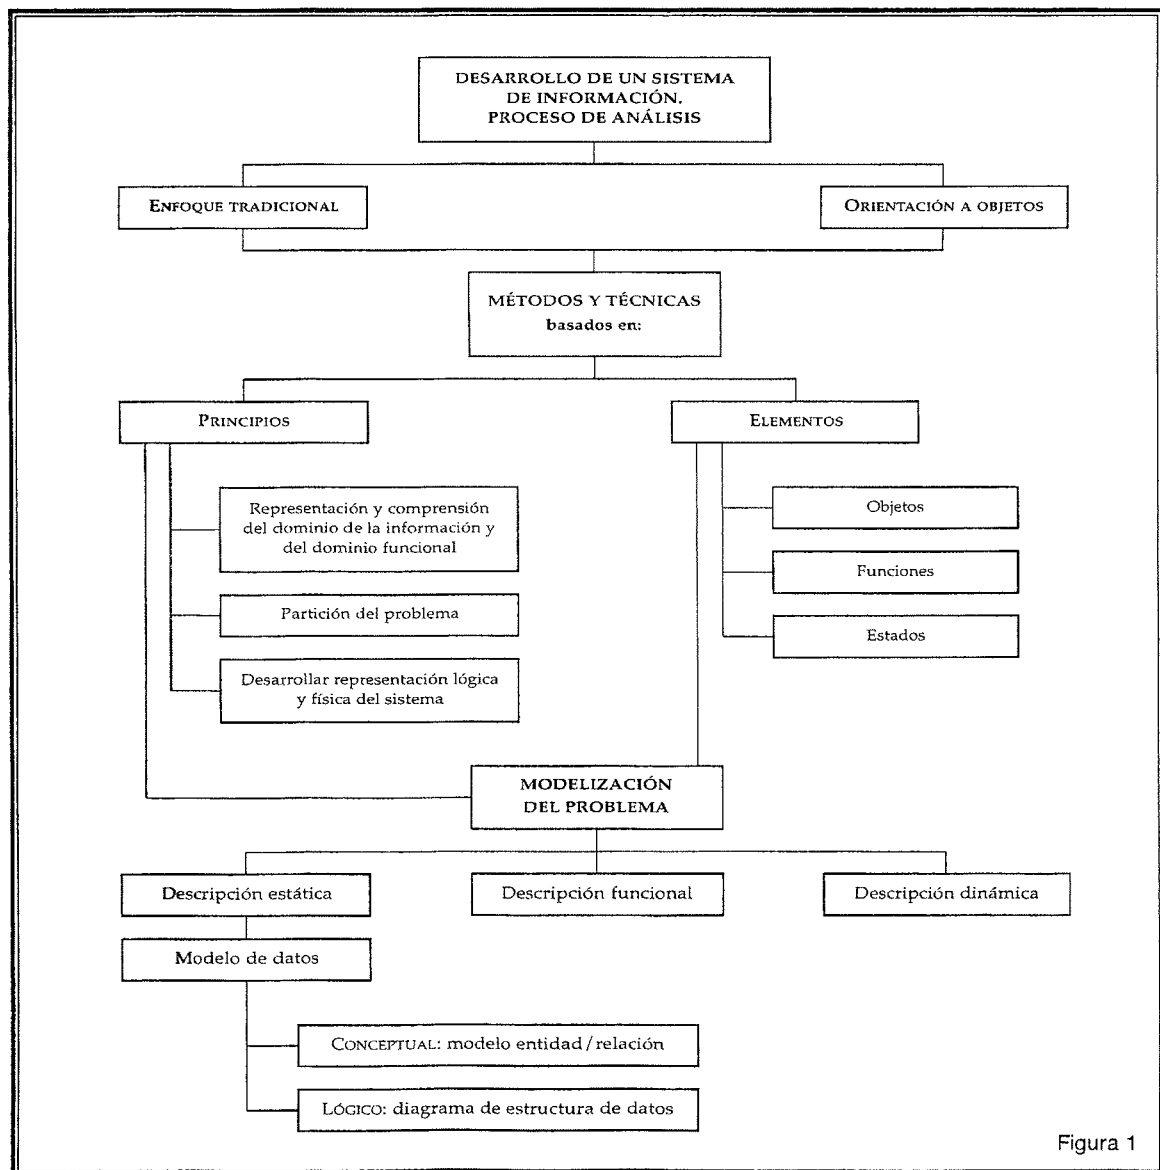 DESARROLLO DE UN SISTEMA
DE INFORMACIÓN.
PROCESO DE ANÁLISIS
ENFOQUE TRADICIONAL
ORIENTACIÓN A OBJETOS
MÉTODOS Y TÉCNICAS
basados en:
PRINCIPIOS
ELEMENTOS
Representación y comprensión
del dominio de la información y
del dominio funcional
Partición del problema
Desarrollar representación lógica
y física del sistema
Objetos
Funciones
Estados
MODELIZACIÓN
DEL PROBLEMA
Descripción estática
Descripción funcional
Descripción dinámica
Modelo de datos
CONCEPTUAL: modelo entidad/relación
LÓGICO: diagrama de estructura de datos
Figura 1